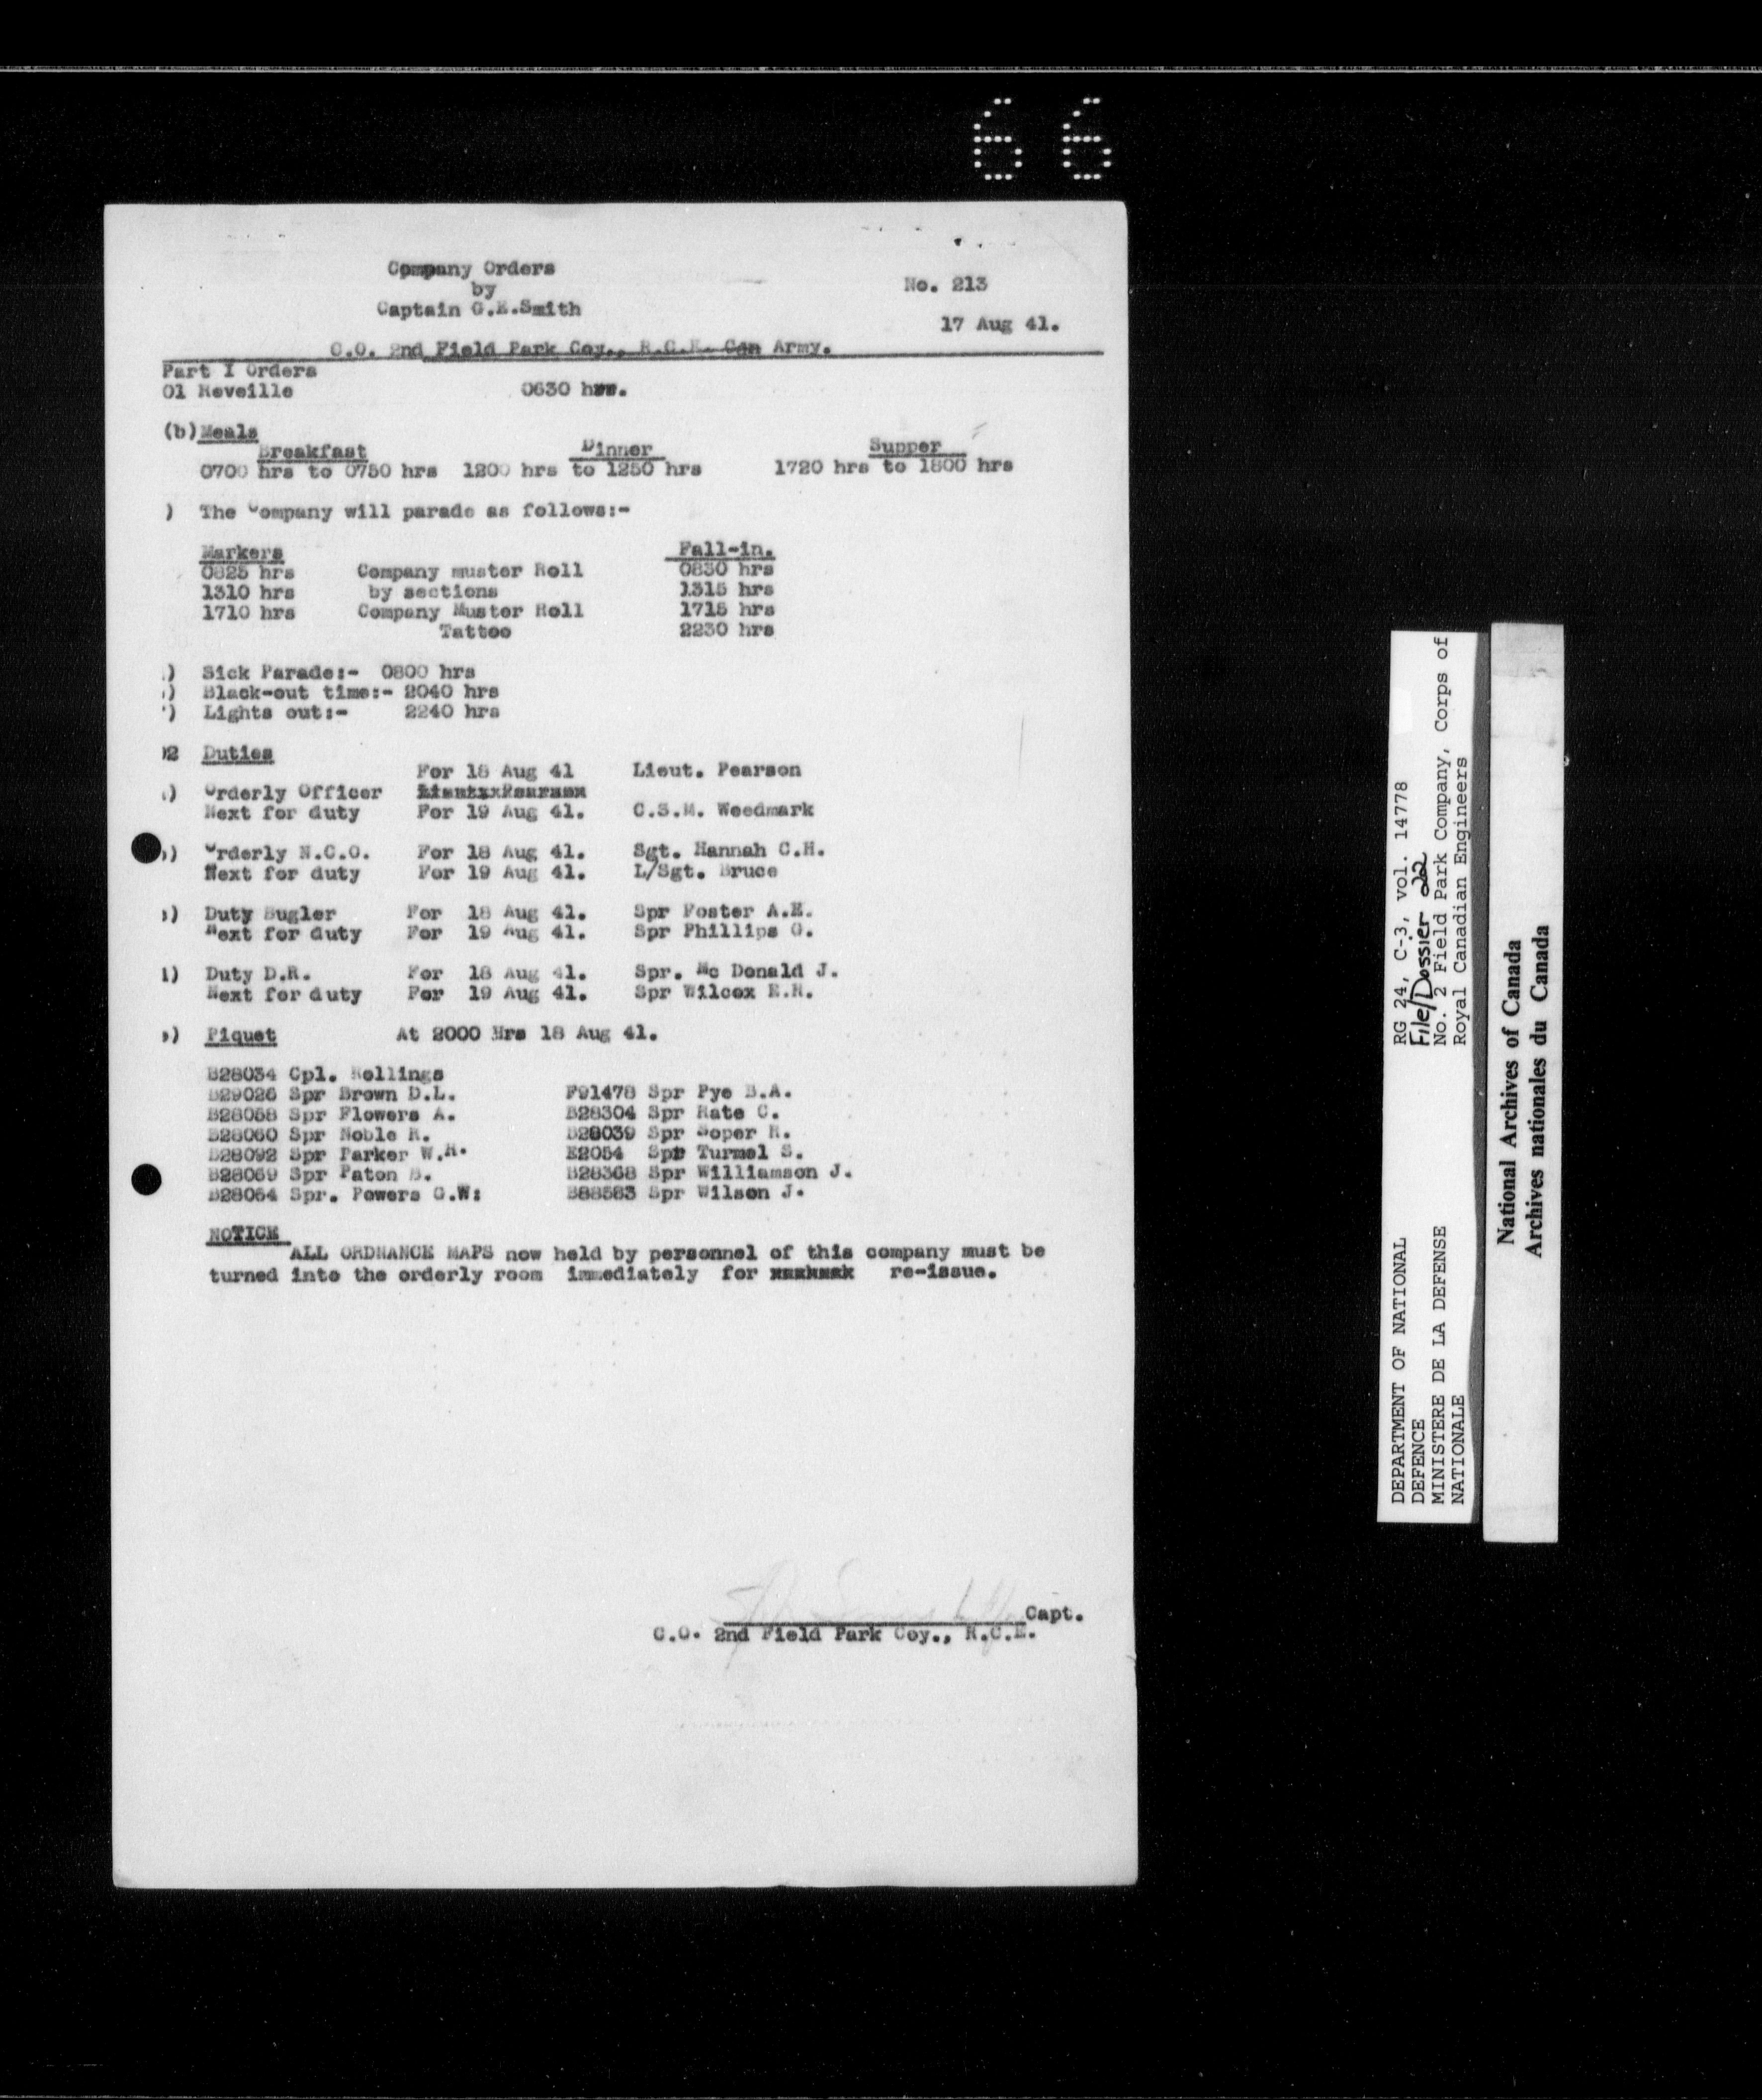 66
Company Orders
by
Captain G.E.Smith
No. 213
17 Aug 41.
C.O. 2nd Field Park Coy., R.C.E. Cdn Army.
Part I Orders
01 Reveille 0630 hrs.
(b) Meals
Breakfast Dinner Supper
0700 hrs to 0750 hrs 1200 hrs to 1250 hrs 1720 hrs to 1800 hrs
) The Company will parade as follows:-
Markers Fall-in.
0825 hrs Company muster Roll 0830 hrs
1310 hrs by sections 1315 hrs
1710 hrs Company Muster Roll 1715 hrs
Tattoo 2230 hrs
) Sick Parade:- 0800 hrs
) Black-out time:- 2040 hrs
) Lights out:- 2240 hrs
02 Duties
For 18 Aug 41 Lieut. Pearson
) Orderly Officer
Next for duty For 19 Aug 41. C.S.M. Weedmark
) Orderly N.C.O. For 18 Aug 41. Sgt. Hannah C.H.
Next for duty For 19 Aug 41. L/Sgt. Bruce
) Duty Bugler For 18 Aug 41. Spr Foster A.E.
Next for duty For 19 Aug 41. Spr Phillips G.
) Duty D.R. For 18 Aug 41. Spr. Mc Donald J.
Next for duty For 19 Aug 41. Spr Wilcox E.R.
) Piquet At 2000 Hrs 18 Aug 41.
B28034 Cpl. Rollings
B29026 Spr Brown D.L. F91478 Spr Pye B.A.
B28058 Spr Flowers A. B28304 Spr Rate C.
B28060 Spr Noble R. B28039 Spr Soper R.
B28092 Spr Parker W.R. E2054 Spr Turmel S.
B28069 Spr Paton B. B28368 Spr Williamson J.
B28064 Spr. Powers G.W: B88583 Spr Wilson J.
NOTICE
ALL ORDNANCE MAPS now held by personnel of this company must be
turned into the orderly room immediately for re-issue.
Capt.
C.O. 2nd Field Park Coy., R.C.E.
DEPARTMENT OF NATIONAL DEFENCE
MINISTERE DE LA DEFENSE NATIONALE
RG 24, C-3, vol. 14778
File/Dossier 22
No. 2 Field Park Company, Corps of
Royal Canadian Engineers
National Archives of Canada
Archives nationales du Canada